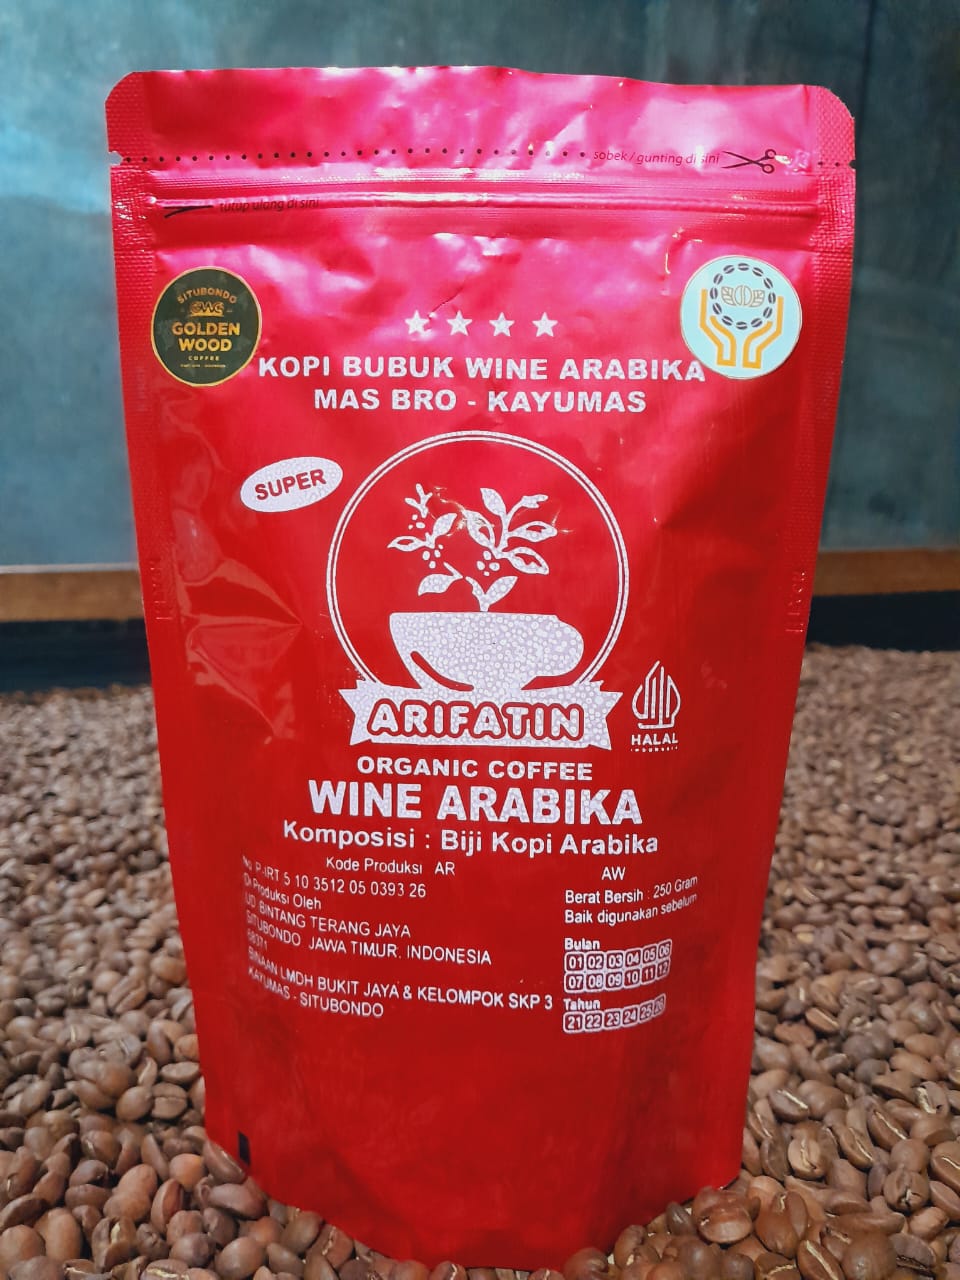 sobek / gunting di sini
tutup ulang di sini
SITUBONDO
GOLDEN
WOOD
COFFEE
KOPI BUBUK WINE ARABIKA
MAS BRO - KAYUMAS
SUPER
ARIFATIN
HALAL
INDONESIA
ORGANIC COFFEE
WINE ARABIKA
Komposisi : Biji Kopi Arabika
Kode Produksi AR
AW
No P-IRT 5 10 3512 05 0393 26
Di Produksi Oleh
UD BINTANG TERANG JAYA
SITUBONDO JAWA TIMUR. INDONESIA
68371
BINAAN LMDH BUKIT JAYA & KELOMPOK SKP 3
KAYUMAS - SITUBONDO
Berat Bersih : 250 Gram
Baik digunakan sebelum
Bulan
01 02 03 04 05 06
07 08 09 10 11 12
Tahun
21 22 23 24 25 26